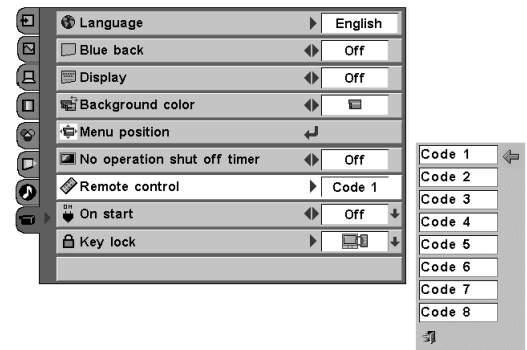 Language English
Blue back Off
Display Off
Background color
Menu position
No operation shut off timer Off
Remote control Code 1
ON
On start Off
Key lock
Code 1
Code 2
Code 3
Code 4
Code 5
Code 6
Code 7
Code 8